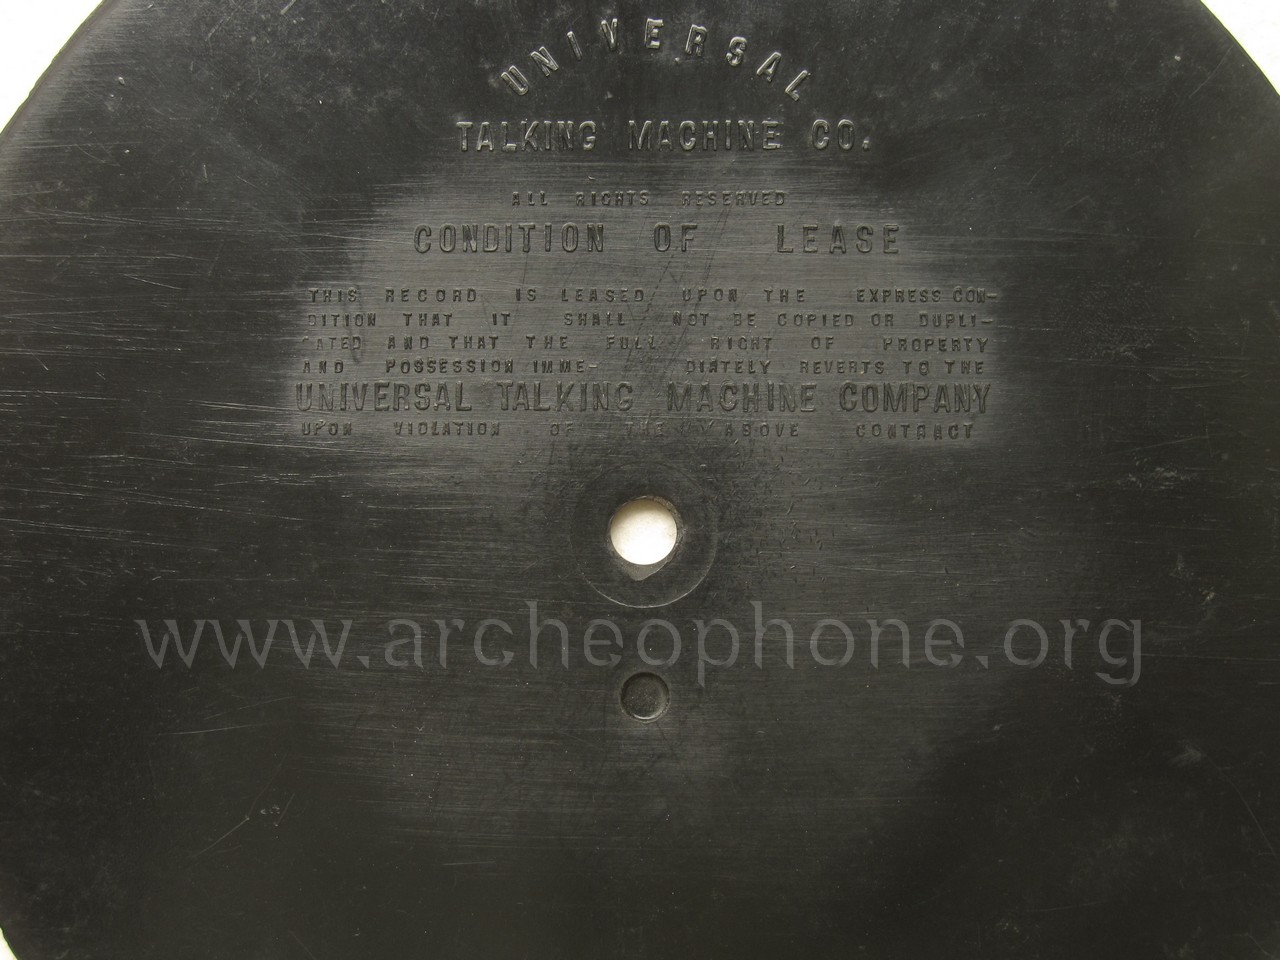 UNIVERSAL
TALKING MACHINE CO.
ALL RIGHTS RESERVED
CONDITION OF LEASE
THIS RECORD IS LEASED UPON THE EXPRESS CON-
DITION THAT IT SHALL NOT BE COPIED OR DUPLI-
CATED AND THAT THE FULL RIGHT OF PROPERTY
AND POSSESSION IMME- DIATELY REVERTS TO THE
UNIVERSAL TALKING MACHINE COMPANY
UPON VIOLATION OF THE ABOVE CONTRACT
www.archeophone.org